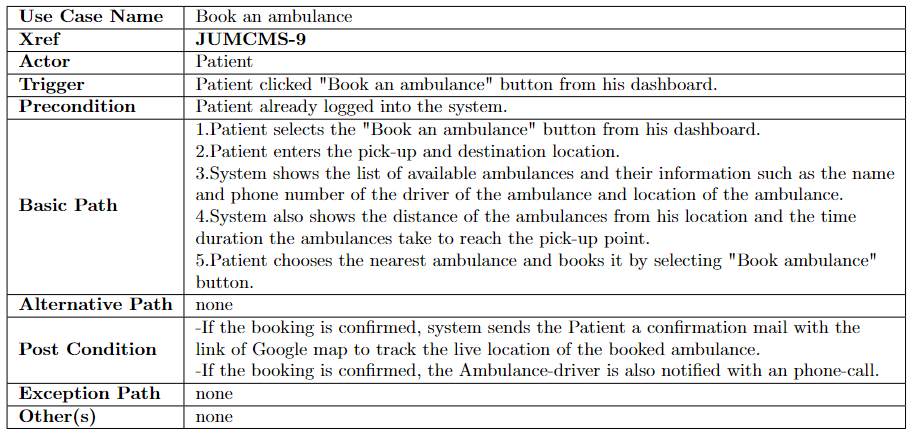 Use Case Name Book an ambulance
Xref JUMCMS-9
Actor Patient
Trigger Patient clicked "Book an ambulance" button from his dashboard.
Precondition Patient already logged into the system.
Basic Path
1.Patient selects the "Book an ambulance" button from his dashboard.
2.Patient enters the pick-up and destination location.
3.System shows the list of available ambulances and their information such as the name
and phone number of the driver of the ambulance and location of the ambulance.
4.System also shows the distance of the ambulances from his location and the time
duration the ambulances take to reach the pick-up point.
5.Patient chooses the nearest ambulance and books it by selecting "Book ambulance"
button.
Alternative Path none
Post Condition
-If the booking is confirmed, system sends the Patient a confirmation mail with the
link of Google map to track the live location of the booked ambulance.
-If the booking is confirmed, the Ambulance-driver is also notified with an phone-call.
Exception Path none
Other(s) none